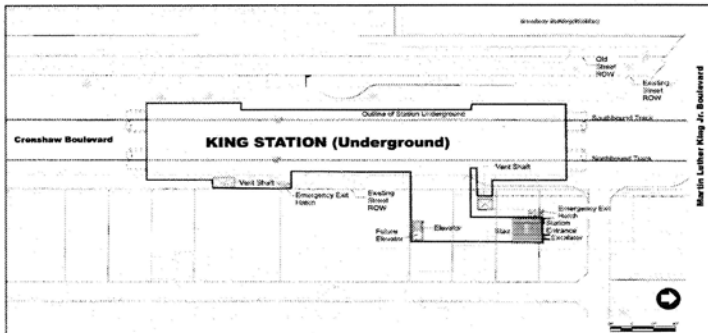 Old
Street
ROW
Existing
Street
ROW
Martin Luther King Jr. Boulevard
Outline of Station Underground
Southbound Track
Crenshaw Boulevard
KING STATION (Underground)
Northbound Track
Vent Shaft
Vent Shaft
Emergency Exit
Hatch
Existing
Street
ROW
Emergency Exit
Hatch
Station
Entrance
Escalator
Stair
Elevator
Future
Elevator